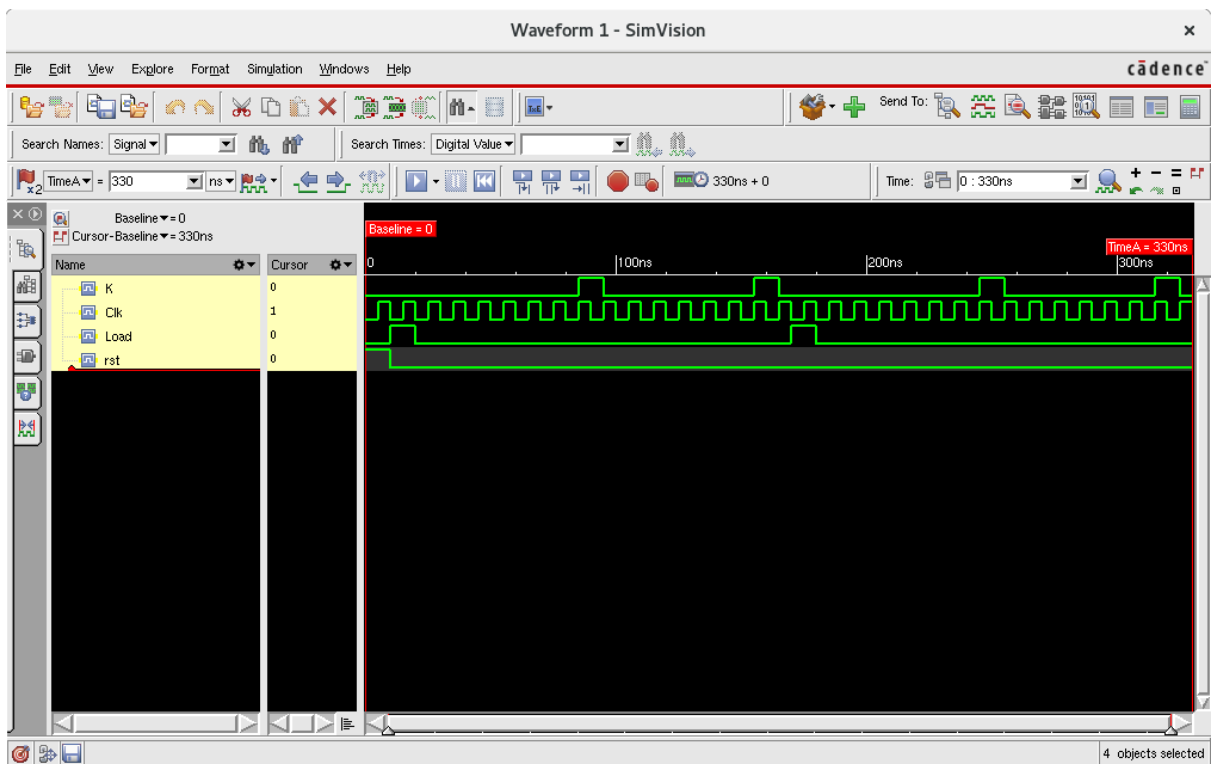 Waveform 1 - SimVision
File Edit View Explore Format Simulation Windows Help cādence
Send To:
Search Names: Signal Search Times: Digital Value
TimeA = 330 ns 330ns + 0 Time: 0 : 330ns
Baseline = 0
Cursor-Baseline = 330ns
Baseline = 0
TimeA = 330ns
Name Cursor 0 100ns 200ns 300ns
K 0
Clk 1
Load 0
rst 0
4 objects selected